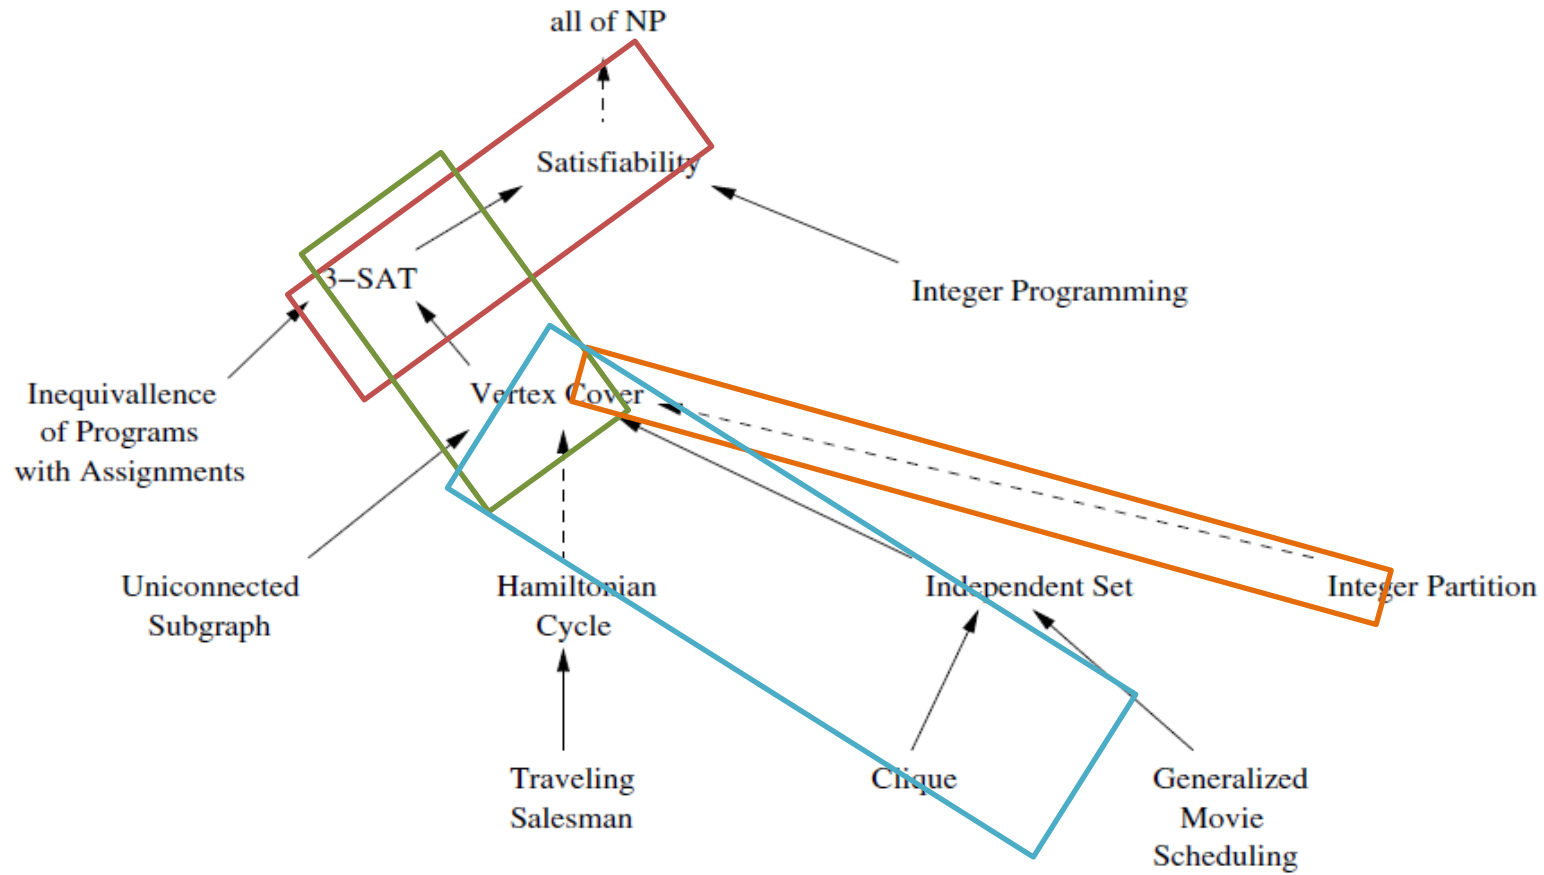 all of NP
Satisfiability
3−SAT
Integer Programming
Inequivallence
of Programs
with Assignments
Vertex Cover
Uniconnected
Subgraph
Hamiltonian
Cycle
Independent Set
Integer Partition
Traveling
Salesman
Clique
Generalized
Movie
Scheduling